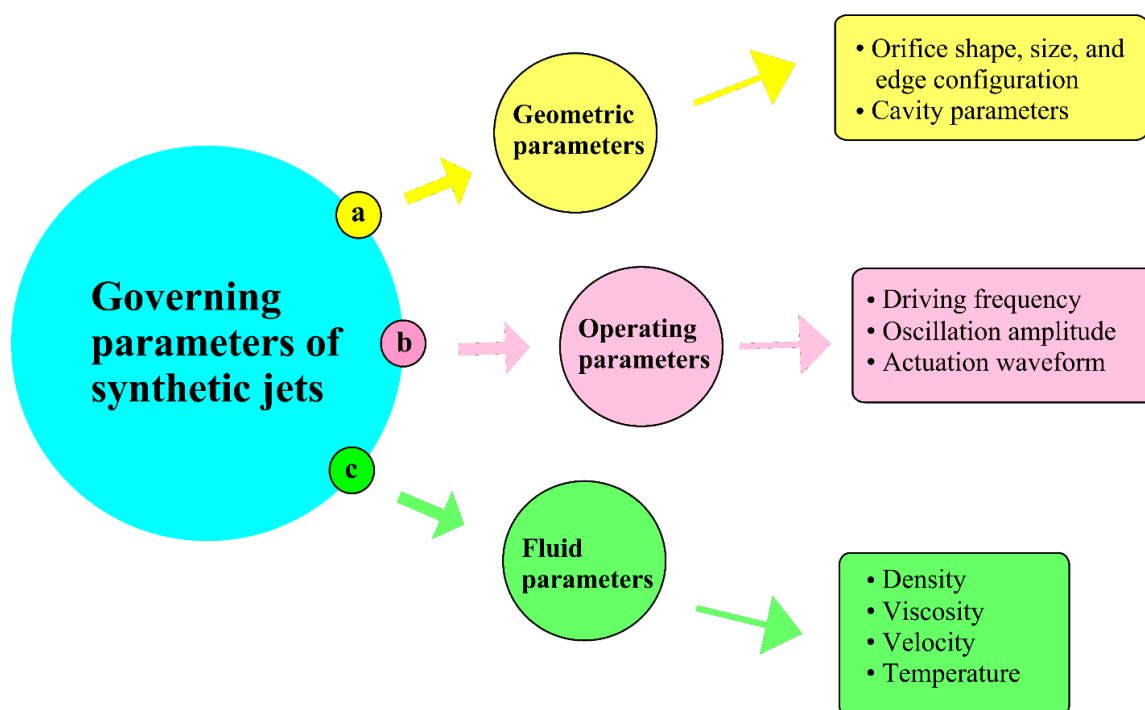 Governing
parameters of
synthetic jets
a
Geometric
parameters
• Orifice shape, size, and
edge configuration
• Cavity parameters
b
Operating
parameters
• Driving frequency
• Oscillation amplitude
• Actuation waveform
c
Fluid
parameters
• Density
• Viscosity
• Velocity
• Temperature